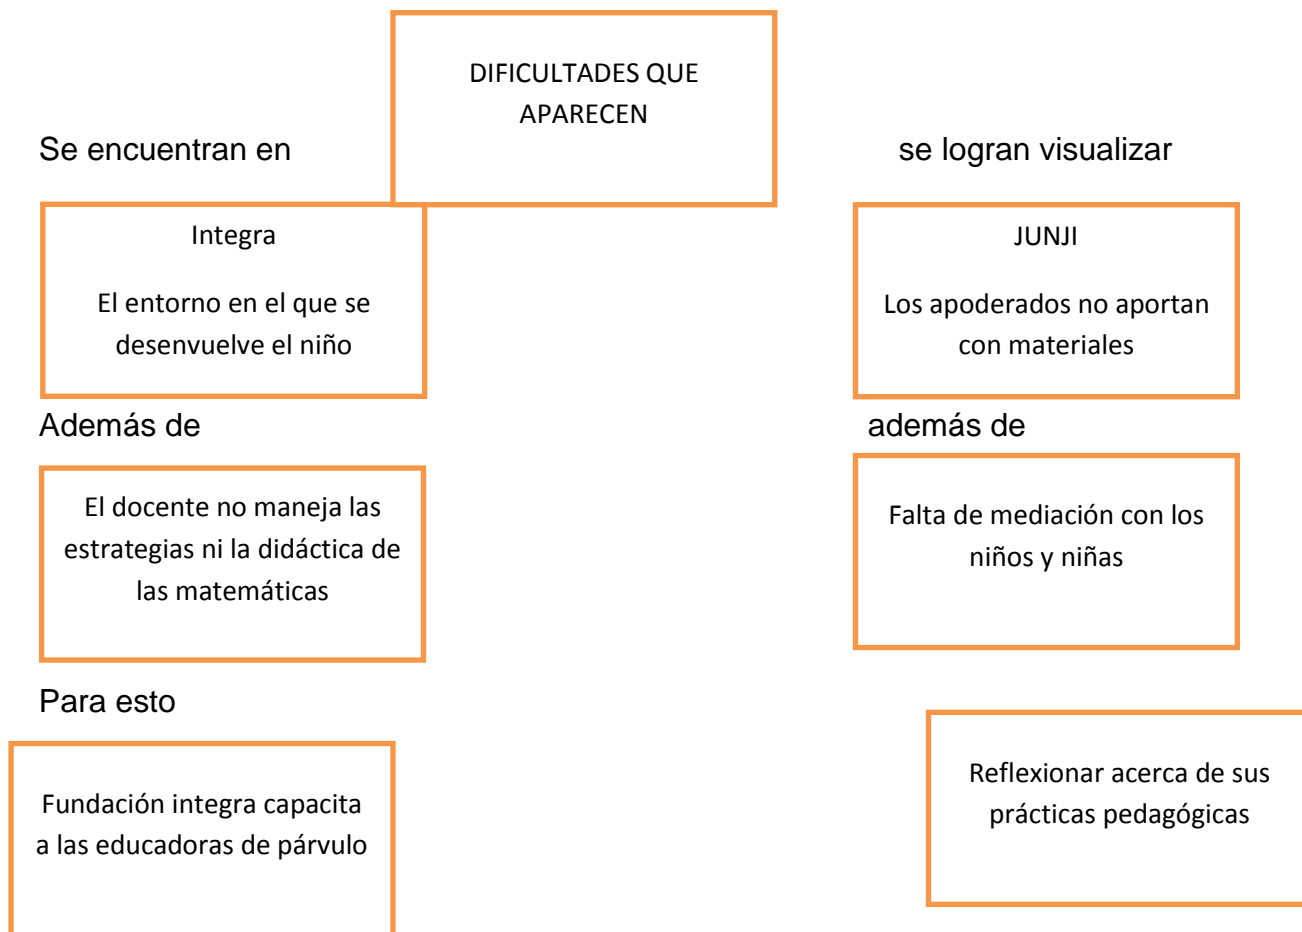 DIFICULTADES QUE
APARECEN
Se encuentran en
se logran visualizar
Integra
El entorno en el que se
desenvuelve el niño
JUNJI
Los apoderados no aportan
con materiales
Además de
además de
El docente no maneja las
estrategias ni la didáctica de
las matemáticas
Falta de mediación con los
niños y niñas
Para esto
Fundación integra capacita
a las educadoras de párvulo
Reflexionar acerca de sus
prácticas pedagógicas